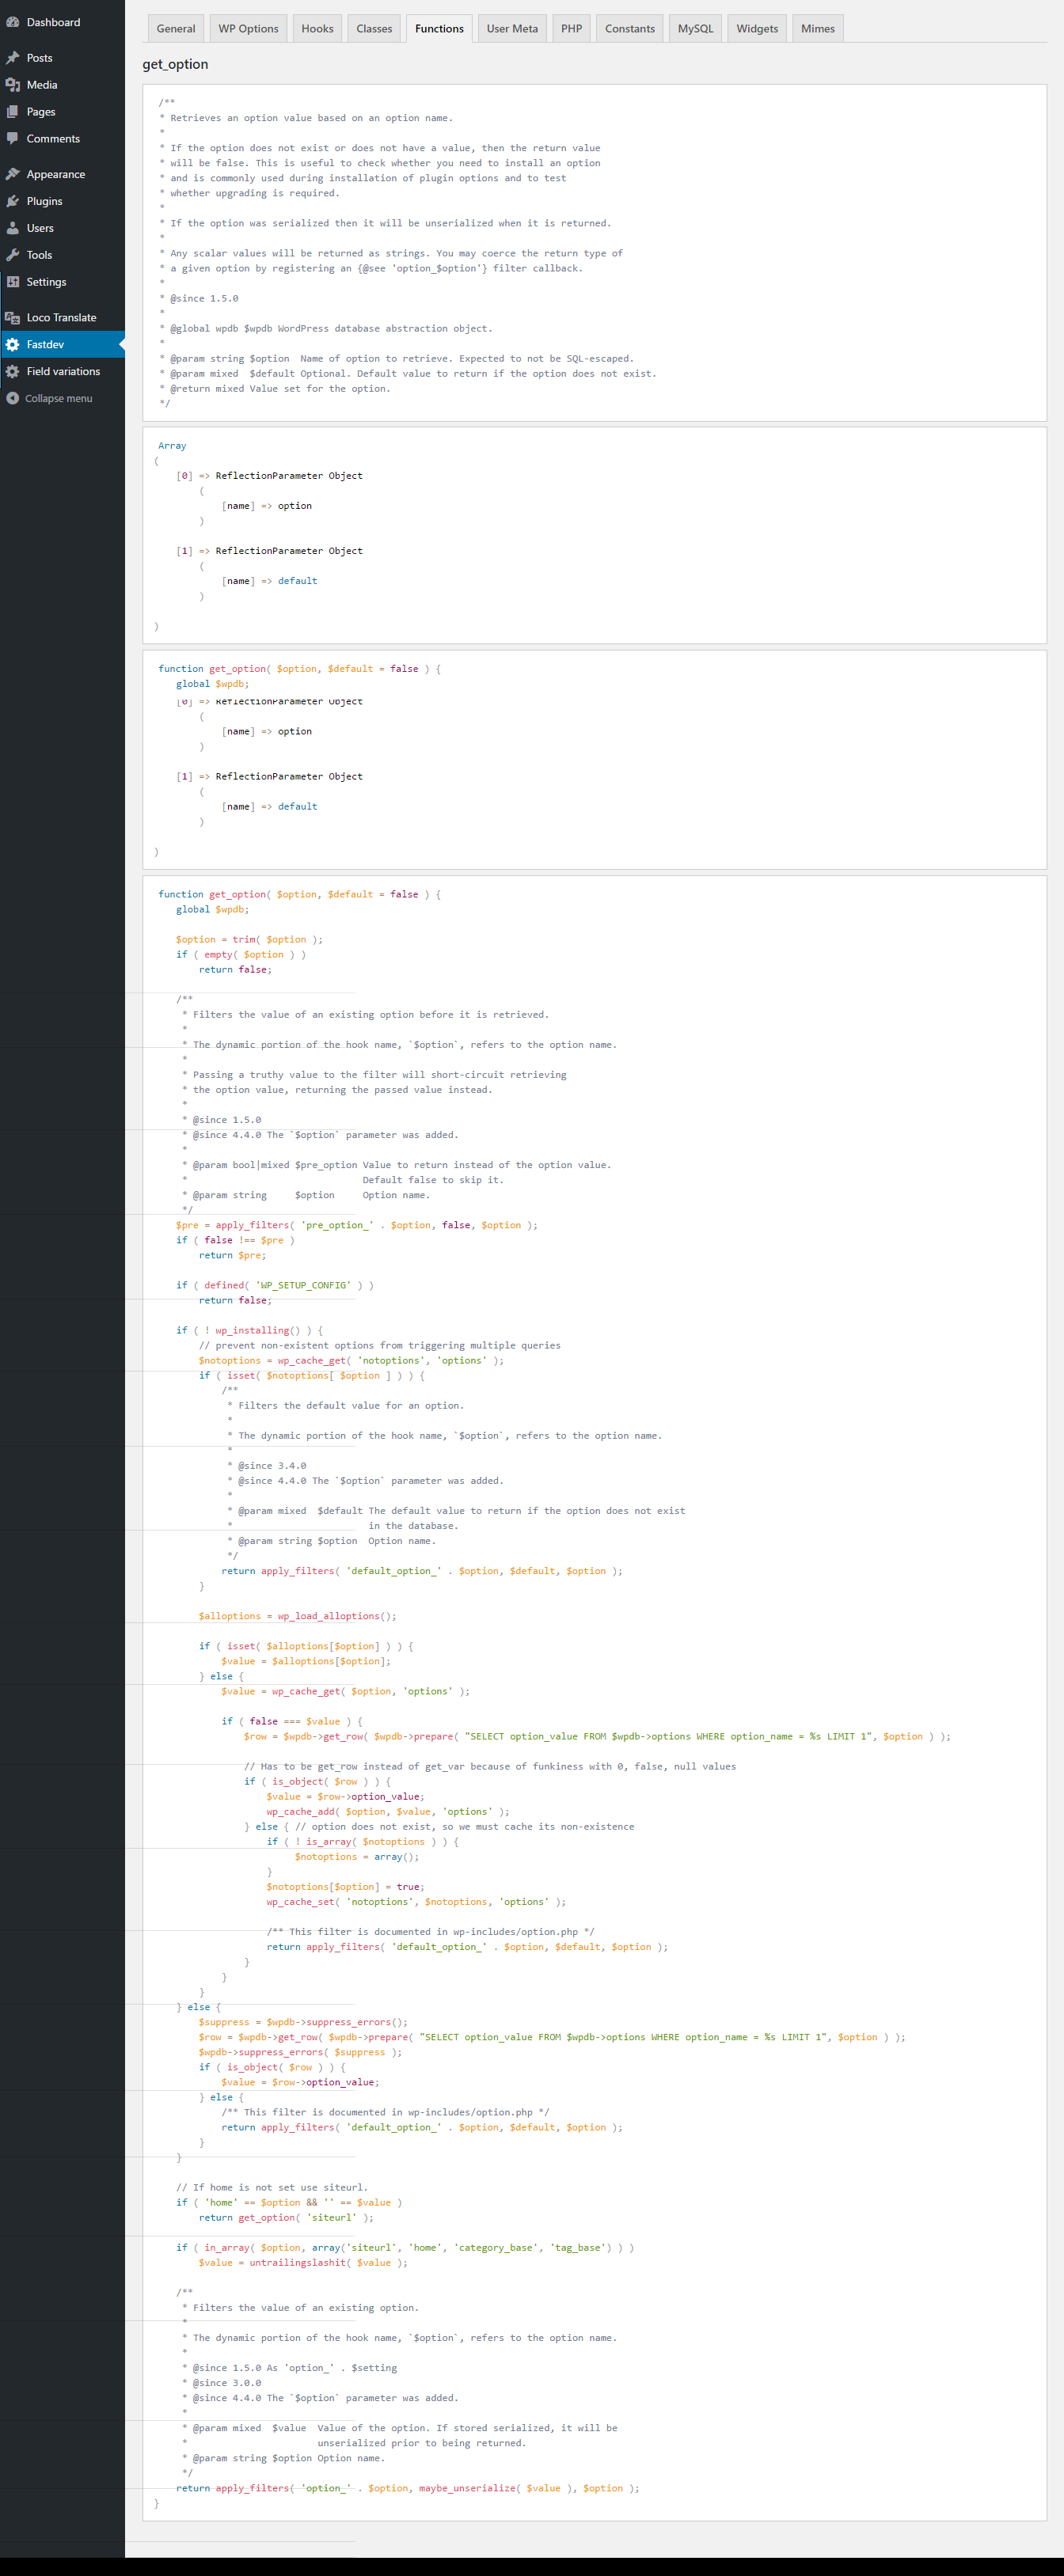 Dashboard
Posts
Media
Pages
Comments
Appearance
Plugins
Users
Tools
Settings
Loco Translate
Fastdev
Field variations
Collapse menu
General WP Options Hooks Classes Functions User Meta PHP Constants MySQL Widgets Mimes
get_option
/**
 * Retrieves an option value based on an option name.
 *
 * If the option does not exist or does not have a value, then the return value
 * will be false. This is useful to check whether you need to install an option
 * and is commonly used during installation of plugin options and to test
 * whether upgrading is required.
 *
 * If the option was serialized then it will be unserialized when it is returned.
 *
 * Any scalar values will be returned as strings. You may coerce the return type of
 * a given option by registering an {@see 'option_$option'} filter callback.
 *
 * @since 1.5.0
 *
 * @global wpdb $wpdb WordPress database abstraction object.
 *
 * @param string $option  Name of option to retrieve. Expected to not be SQL-escaped.
 * @param mixed  $default Optional. Default value to return if the option does not exist.
 * @return mixed Value set for the option.
 */
Array
(
    [0] => ReflectionParameter Object
        (
            [name] => option
        )
    [1] => ReflectionParameter Object
        (
            [name] => default
        )
)
function get_option( $option, $default = false ) {
    global $wpdb;
    [0] => ReflectionParameter Object
        (
            [name] => option
        )
    [1] => ReflectionParameter Object
        (
            [name] => default
        )
)
function get_option( $option, $default = false ) {
    global $wpdb;
    $option = trim( $option );
    if ( empty( $option ) )
        return false;
    /**
     * Filters the value of an existing option before it is retrieved.
     *
     * The dynamic portion of the hook name, `$option`, refers to the option name.
     *
     * Passing a truthy value to the filter will short-circuit retrieving
     * the option value, returning the passed value instead.
     *
     * @since 1.5.0
     * @since 4.4.0 The `$option` parameter was added.
     *
     * @param bool|mixed $pre_option Value to return instead of the option value.
     *                               Default false to skip it.
     * @param string     $option     Option name.
     */
    $pre = apply_filters( 'pre_option_' . $option, false, $option );
    if ( false !== $pre )
        return $pre;
    if ( defined( 'WP_SETUP_CONFIG' ) )
        return false;
    if ( ! wp_installing() ) {
        // prevent non-existent options from triggering multiple queries
        $notoptions = wp_cache_get( 'notoptions', 'options' );
        if ( isset( $notoptions[ $option ] ) ) {
            /**
             * Filters the default value for an option.
             *
             * The dynamic portion of the hook name, `$option`, refers to the option name.
             *
             * @since 3.4.0
             * @since 4.4.0 The `$option` parameter was added.
             *
             * @param mixed  $default The default value to return if the option does not exist
             *                        in the database.
             * @param string $option  Option name.
             */
            return apply_filters( 'default_option_' . $option, $default, $option );
        }
        $alloptions = wp_load_alloptions();
        if ( isset( $alloptions[$option] ) ) {
            $value = $alloptions[$option];
        } else {
            $value = wp_cache_get( $option, 'options' );
            if ( false === $value ) {
                $row = $wpdb->get_row( $wpdb->prepare( "SELECT option_value FROM $wpdb->options WHERE option_name = %s LIMIT 1", $option ) );
                // Has to be get_row instead of get_var because of funkiness with 0, false, null values
                if ( is_object( $row ) ) {
                    $value = $row->option_value;
                    wp_cache_add( $option, $value, 'options' );
                } else { // option does not exist, so we must cache its non-existence
                    if ( ! is_array( $notoptions ) ) {
                         $notoptions = array();
                    }
                    $notoptions[$option] = true;
                    wp_cache_set( 'notoptions', $notoptions, 'options' );
                    /** This filter is documented in wp-includes/option.php */
                    return apply_filters( 'default_option_' . $option, $default, $option );
                }
            }
        }
    } else {
        $suppress = $wpdb->suppress_errors();
        $row = $wpdb->get_row( $wpdb->prepare( "SELECT option_value FROM $wpdb->options WHERE option_name = %s LIMIT 1", $option ) );
        $wpdb->suppress_errors( $suppress );
        if ( is_object( $row ) ) {
            $value = $row->option_value;
        } else {
            /** This filter is documented in wp-includes/option.php */
            return apply_filters( 'default_option_' . $option, $default, $option );
        }
    }
    // If home is not set use siteurl.
    if ( 'home' == $option && '' == $value )
        return get_option( 'siteurl' );
    if ( in_array( $option, array('siteurl', 'home', 'category_base', 'tag_base') ) )
        $value = untrailingslashit( $value );
    /**
     * Filters the value of an existing option.
     *
     * The dynamic portion of the hook name, `$option`, refers to the option name.
     *
     * @since 1.5.0 As 'option_' . $setting
     * @since 3.0.0
     * @since 4.4.0 The `$option` parameter was added.
     *
     * @param mixed  $value  Value of the option. If stored serialized, it will be
     *                       unserialized prior to being returned.
     * @param string $option Option name.
     */
    return apply_filters( 'option_' . $option, maybe_unserialize( $value ), $option );
}